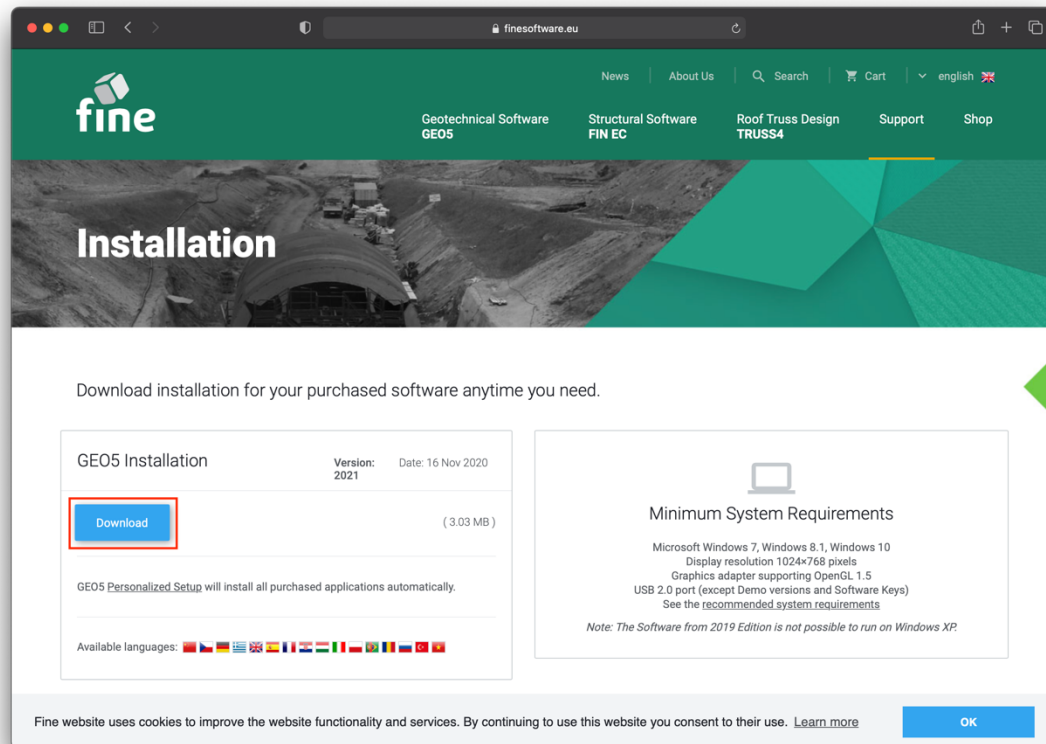 finesoftware.eu
News
About Us
Search
Cart
english
fine
Geotechnical Software
GEO5
Structural Software
FIN EC
Roof Truss Design
TRUSS4
Support
Shop
Installation
Download installation for your purchased software anytime you need.
GEO5 Installation
Version:
2021
Date: 16 Nov 2020
Download
( 3.03 MB )
GEO5 Personalized Setup will install all purchased applications automatically.
Available languages:
Minimum System Requirements
Microsoft Windows 7, Windows 8.1, Windows 10
Display resolution 1024×768 pixels
Graphics adapter supporting OpenGL 1.5
USB 2.0 port (except Demo versions and Software Keys)
See the recommended system requirements
Note: The Software from 2019 Edition is not possible to run on Windows XP.
Fine website uses cookies to improve the website functionality and services. By continuing to use this website you consent to their use. Learn more
OK